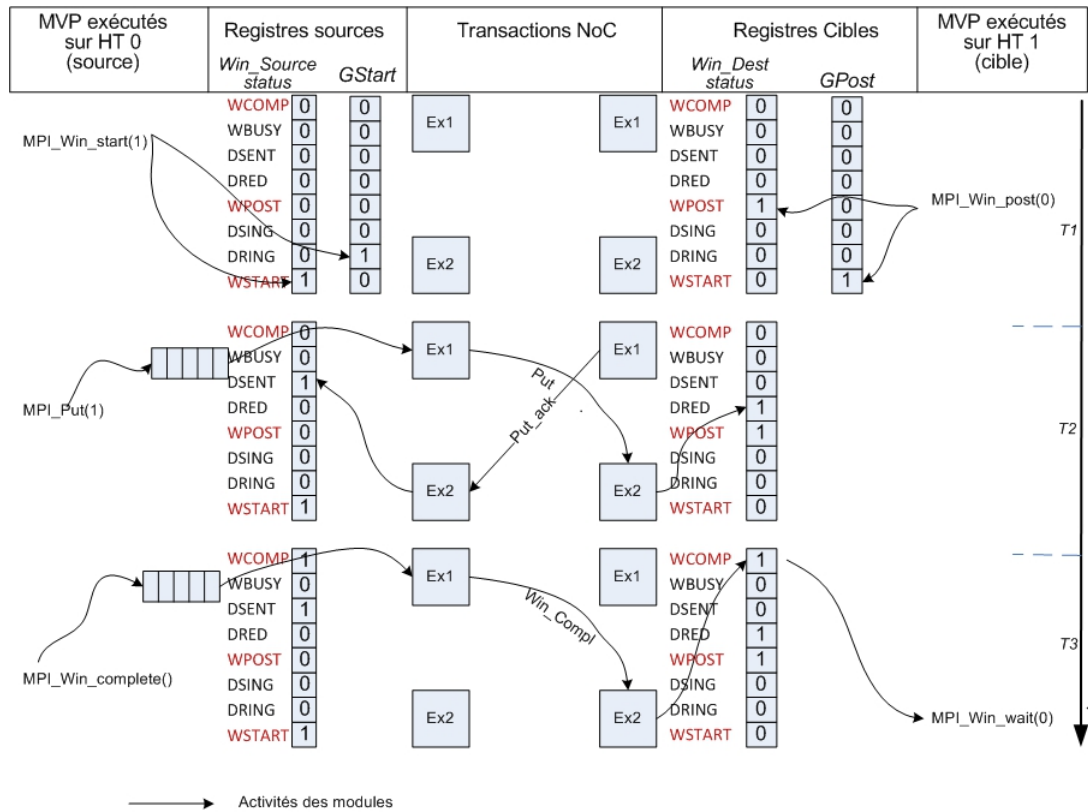 MVP exécutés
sur HT 0
(source)
Registres sources
Win_Source
status
GStart
Transactions NoC
Registres Cibles
Win_Dest
status
GPost
MVP exécutés
sur HT 1
(cible)
MPI_Win_start(1)
WCOMP 0 0
WBUSY 0 0
DSENT 0 0
DRED 0 0
WPOST 0 0
DSING 0 0
DRING 0 1
WSTART 1 0
Ex1
Ex2
Ex1
Ex2
WCOMP 0 0
WBUSY 0 0
DSENT 0 0
DRED 0 0
WPOST 1 0
DSING 0 0
DRING 0 0
WSTART 0 1
MPI_Win_post(0)
T1
MPI_Put(1)
WCOMP 0
WBUSY 0
DSENT 1
DRED 0
WPOST 0
DSING 0
DRING 0
WSTART 1
Ex1
Ex2
Put
Put_ack
Ex1
Ex2
WCOMP 0
WBUSY 0
DSENT 0
DRED 1
WPOST 1
DSING 0
DRING 0
WSTART 0
T2
MPI_Win_complete()
WCOMP 1
WBUSY 0
DSENT 1
DRED 0
WPOST 0
DSING 0
DRING 0
WSTART 1
Ex1
Ex2
Win_Compl
Ex1
Ex2
WCOMP 1
WBUSY 0
DSENT 0
DRED 1
WPOST 1
DSING 0
DRING 0
WSTART 0
MPI_Win_wait(0)
T3
Activités des modules